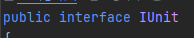 public interface IUnit
{